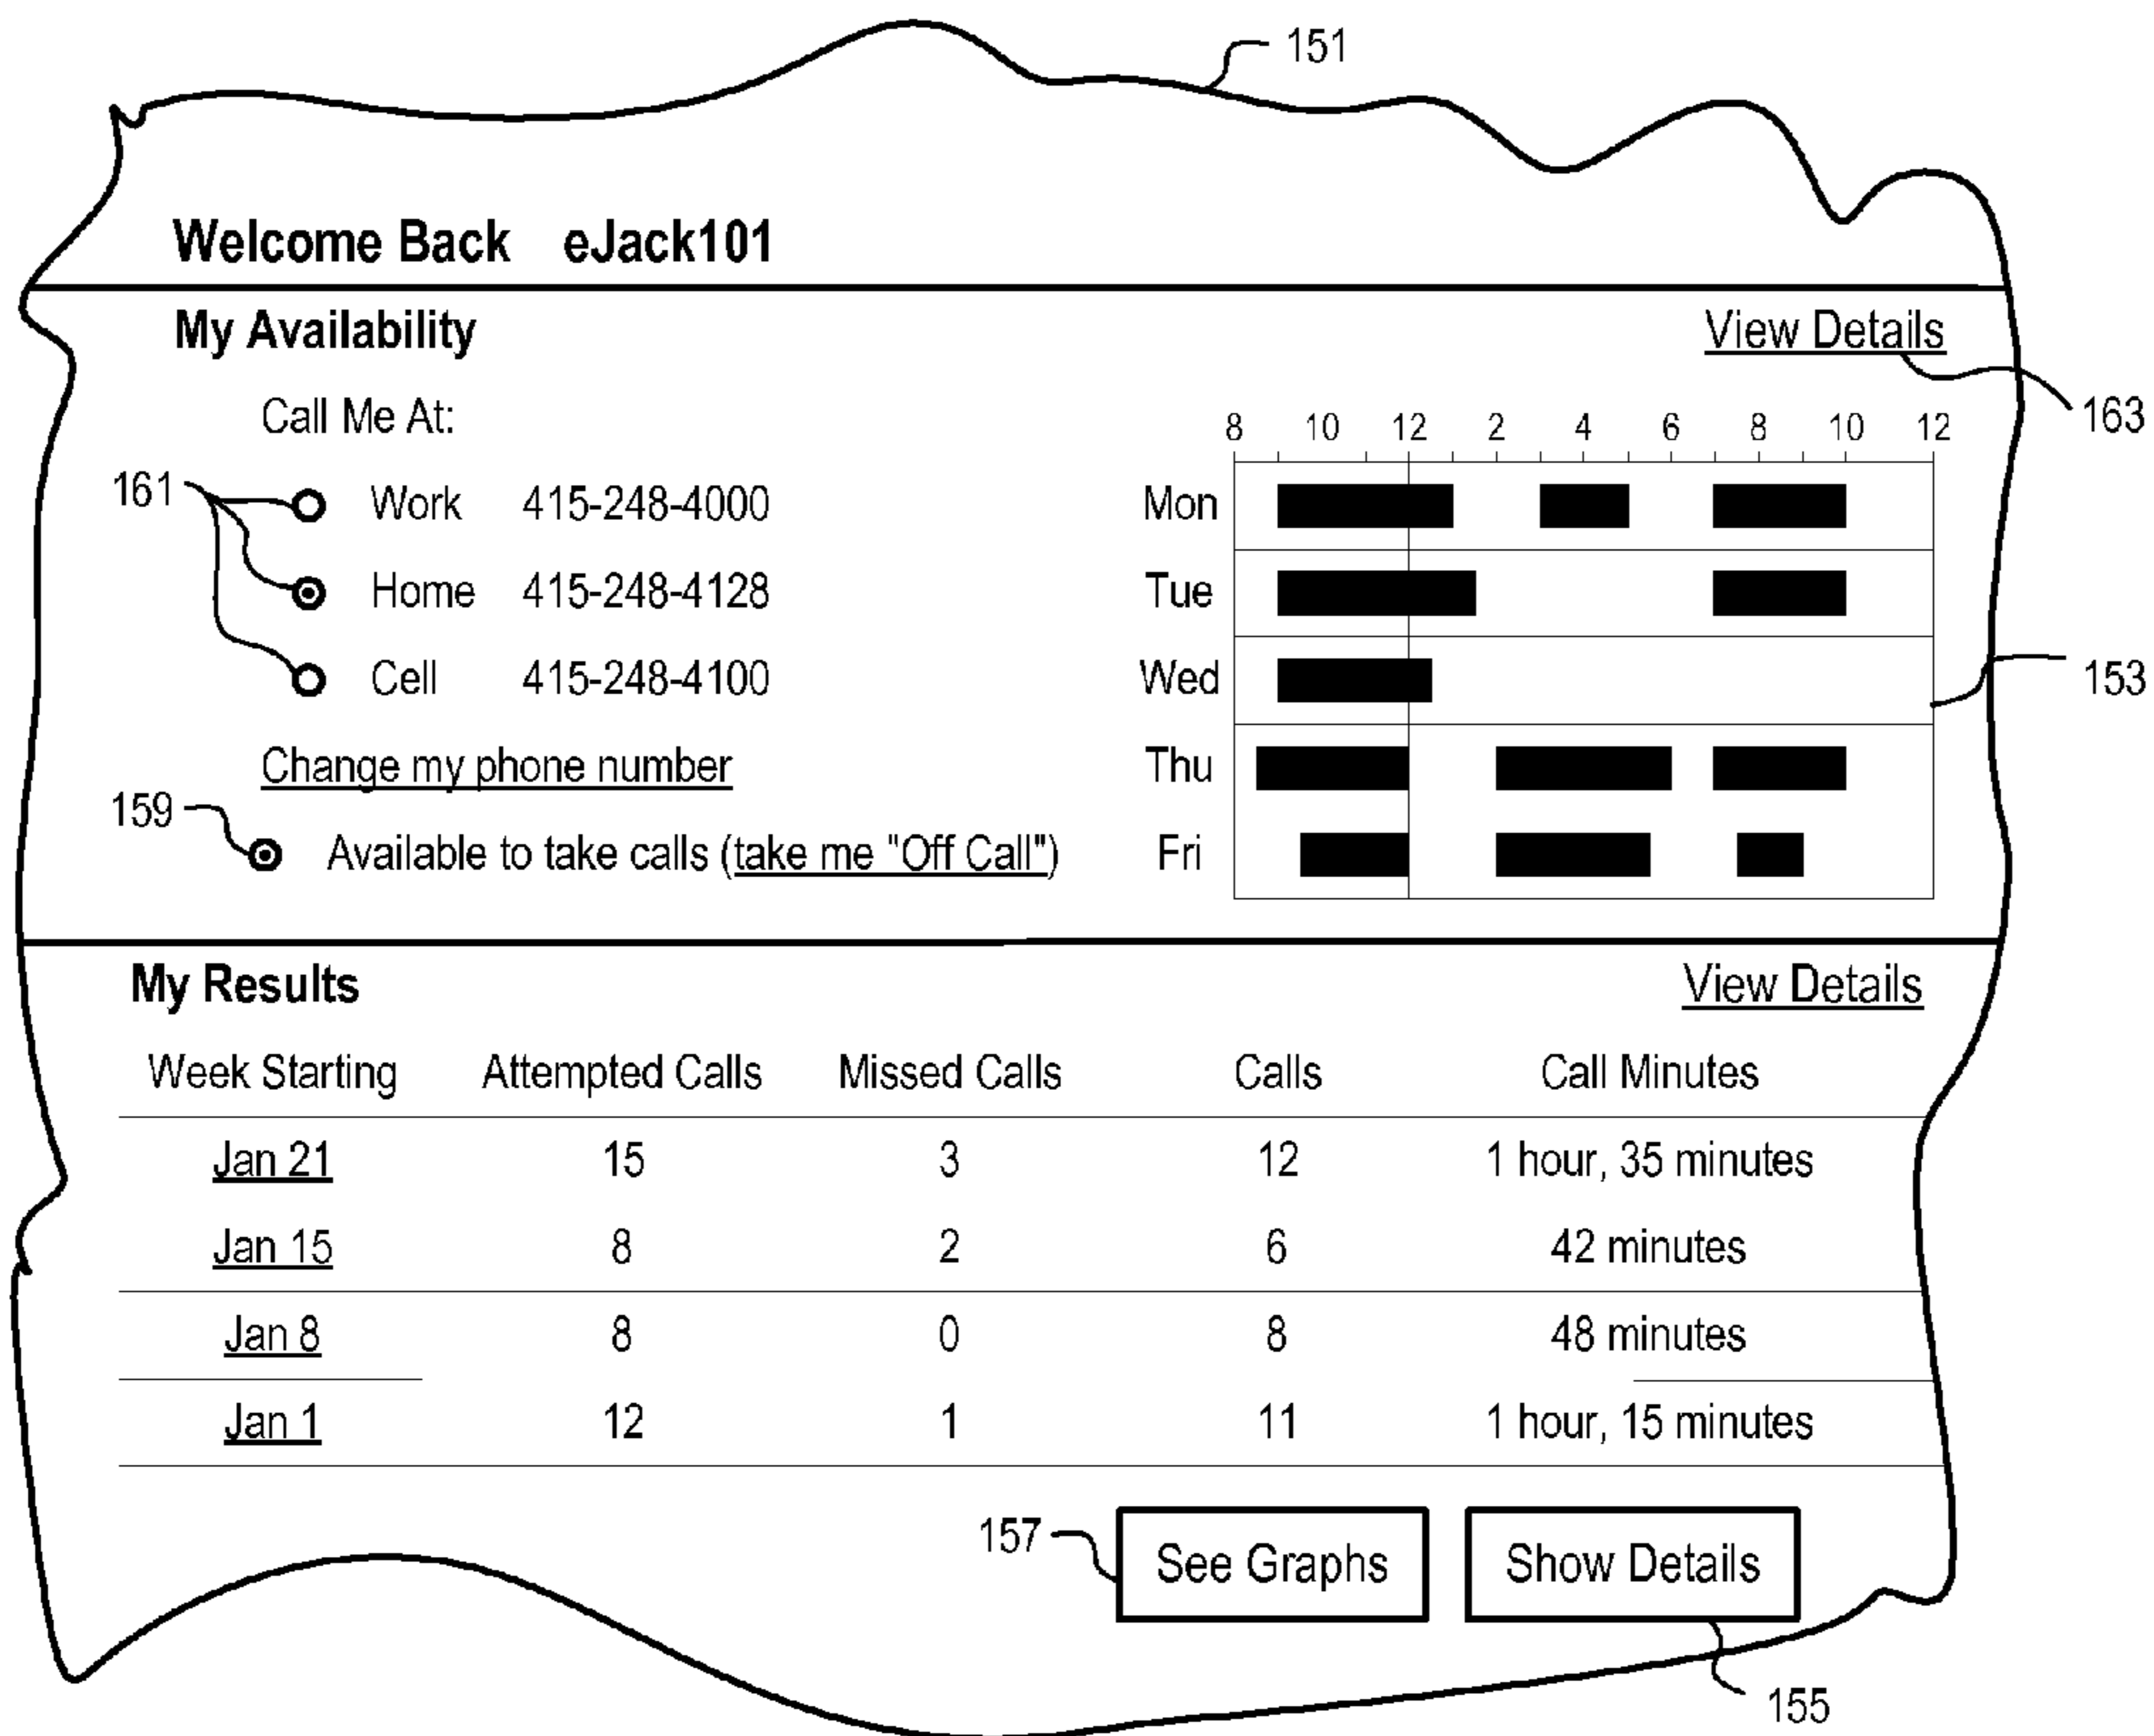 151
Welcome Back eJack101
My Availability View Details
163
Call Me At:
8 10 12 2 4 6 8 10 12
161 Work 415-248-4000 Mon
Home 415-248-4128 Tue
Cell 415-248-4100 Wed 153
Change my phone number Thu
159
Available to take calls (take me "Off Call") Fri
My Results View Details
Week Starting Attempted Calls Missed Calls Calls Call Minutes
Jan 21 15 3 12 1 hour, 35 minutes
Jan 15 8 2 6 42 minutes
Jan 8 8 0 8 48 minutes
Jan 1 12 1 11 1 hour, 15 minutes
157 See Graphs Show Details
155